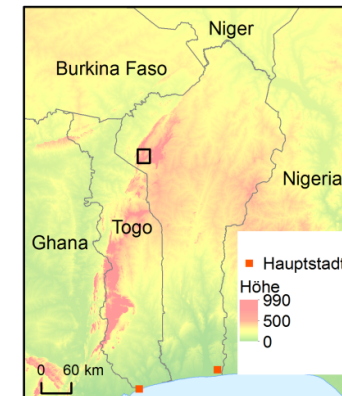 Niger
Burkina Faso
Nigeria
Togo
Ghana
Hauptstadt
Höhe
990
500
0
0 60 km